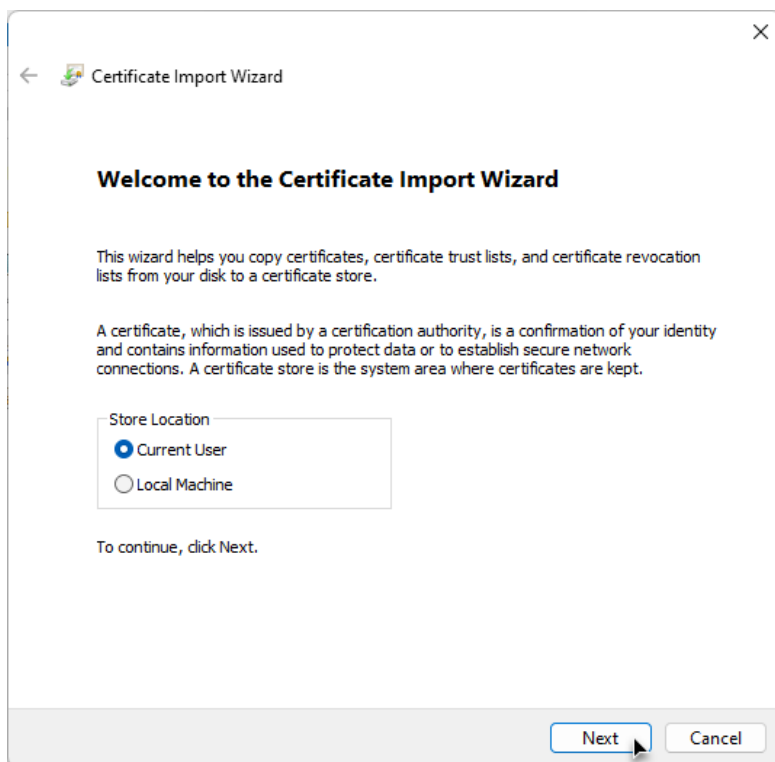 Certificate Import Wizard
Welcome to the Certificate Import Wizard
This wizard helps you copy certificates, certificate trust lists, and certificate revocation
lists from your disk to a certificate store.
A certificate, which is issued by a certification authority, is a confirmation of your identity
and contains information used to protect data or to establish secure network
connections. A certificate store is the system area where certificates are kept.
Store Location
Current User
Local Machine
To continue, click Next.
Next
Cancel